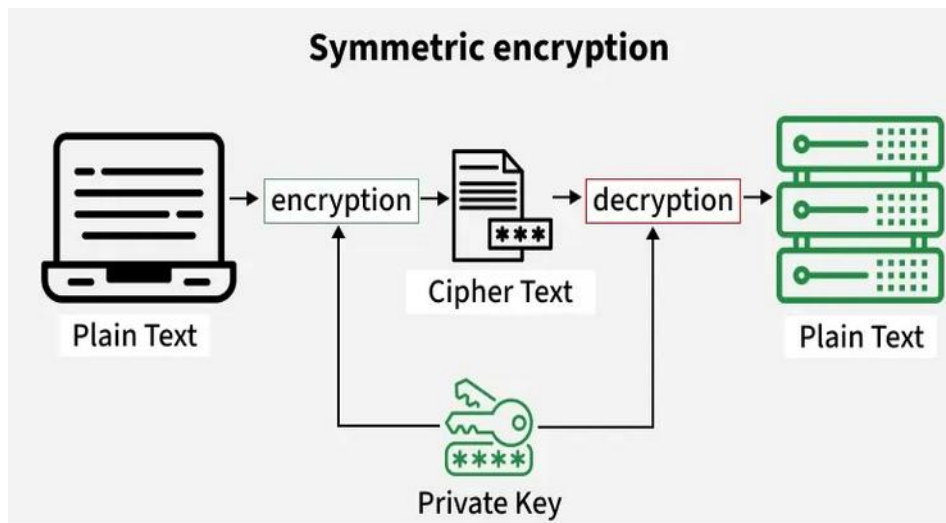 Symmetric encryption
encryption
decryption
***
Cipher Text
Plain Text
Plain Text
****
Private Key